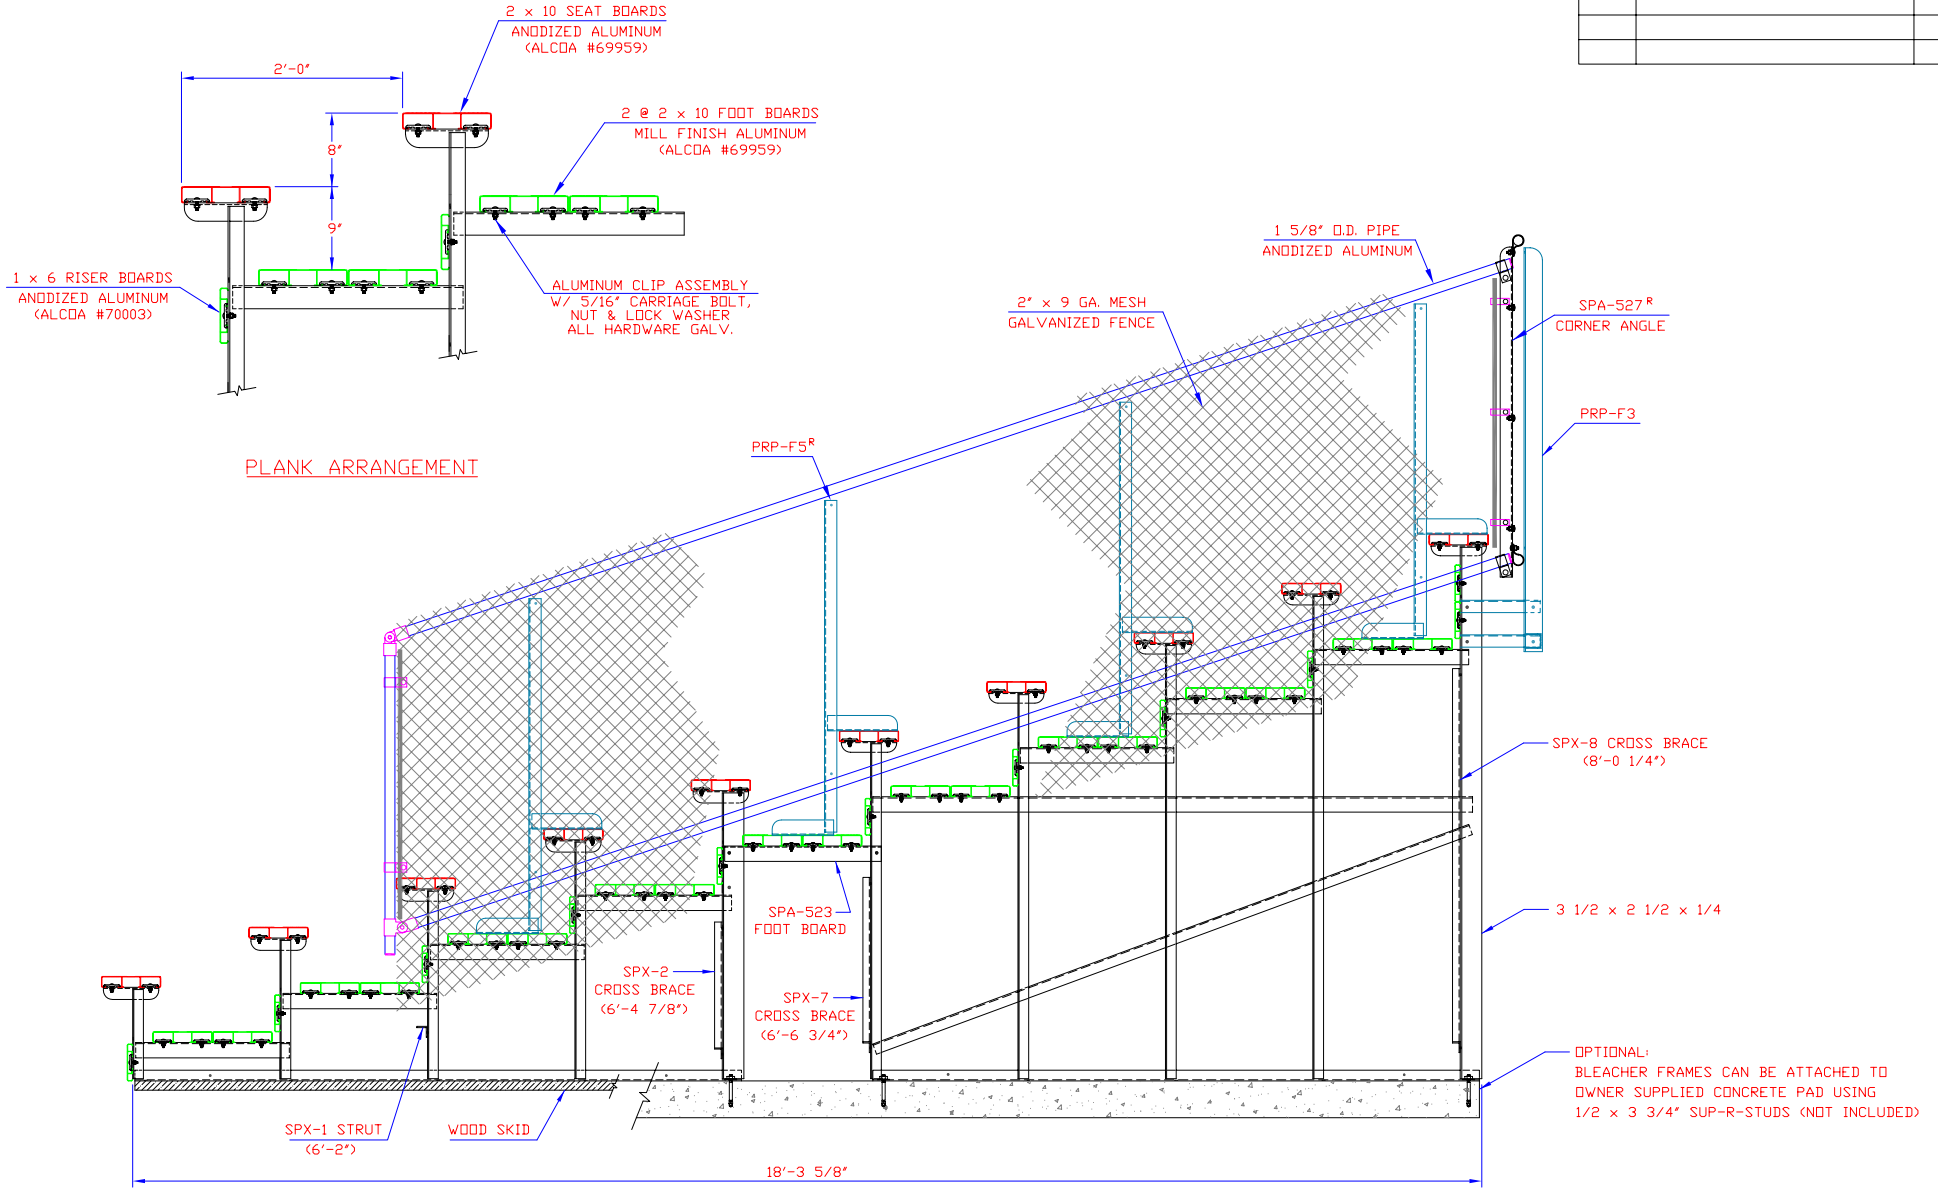 2 x 10 SEAT BOARDS
ANODIZED ALUMINUM
(ALCOA #69959)
2'-0"
2 @ 2 x 10 FOOT BOARDS
MILL FINISH ALUMINUM
(ALCOA #69959)
8"
9"
1 x 6 RISER BOARDS
ANODIZED ALUMINUM
(ALCOA #70003)
ALUMINUM CLIP ASSEMBLY
W/ 5/16" CARRIAGE BOLT,
NUT & LOCK WASHER
ALL HARDWARE GALV.
PLANK ARRANGEMENT
1 5/8" O.D. PIPE
ANODIZED ALUMINUM
2" x 9 GA. MESH
GALVANIZED FENCE
SPA-527 R
CORNER ANGLE
PRP-F3
PRP-F5 R
SPX-8 CROSS BRACE
(8'-0 1/4")
SPA-523
FOOT BOARD
3 1/2 x 2 1/2 x 1/4
SPX-2
CROSS BRACE
(6'-4 7/8")
SPX-7
CROSS BRACE
(6'-6 3/4")
OPTIONAL:
BLEACHER FRAMES CAN BE ATTACHED TO
OWNER SUPPLIED CONCRETE PAD USING
1/2 x 3 3/4" SUP-R-STUDS (NOT INCLUDED)
SPX-1 STRUT
(6'-2")
WOOD SKID
18'-3 5/8"